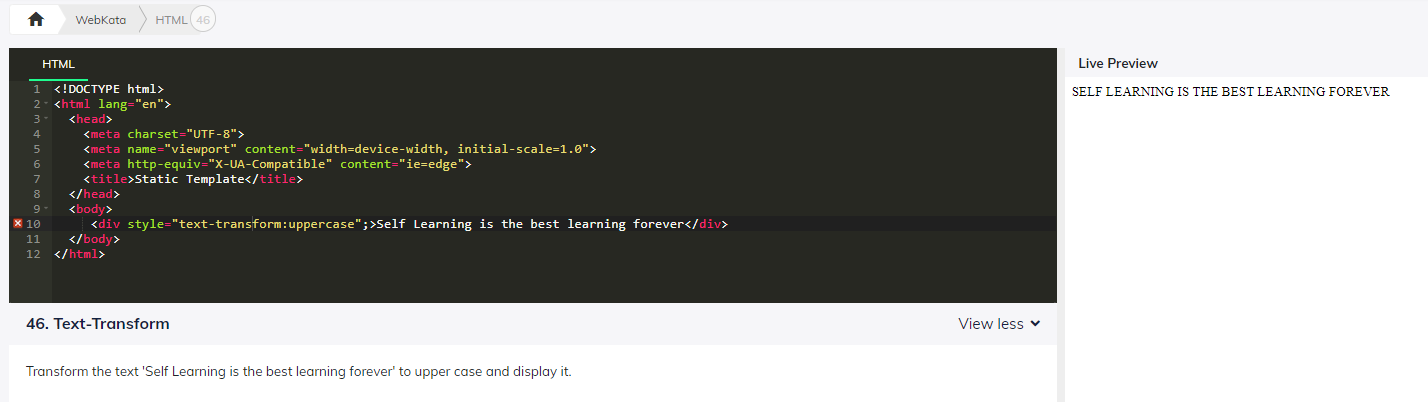 WebKata HTML 46
HTML
Live Preview
1 <!DOCTYPE html>
2 <html lang="en">
3 <head>
4 <meta charset="UTF-8">
5 <meta name="viewport" content="width=device-width, initial-scale=1.0">
6 <meta http-equiv="X-UA-Compatible" content="ie=edge">
7 <title>Static Template</title>
8 </head>
9 <body>
10 <div style="text-transform:uppercase";>Self Learning is the best learning forever</div>
11 </body>
12 </html>
SELF LEARNING IS THE BEST LEARNING FOREVER
46. Text-Transform
View less
Transform the text 'Self Learning is the best learning forever' to upper case and display it.